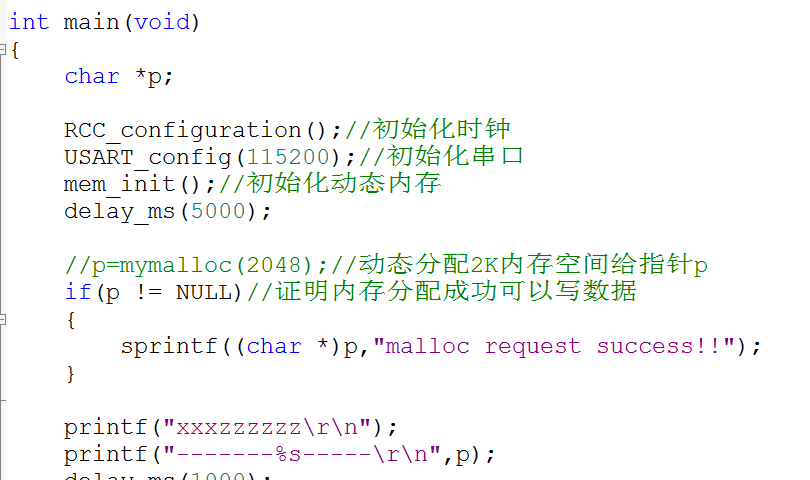 int main(void)
{
    char *p;
    RCC_configuration();//初始化时钟
    USART_config(115200);//初始化串口
    mem_init();//初始化动态内存
    delay_ms(5000);
    //p=mymalloc(2048);//动态分配2K内存空间给指针p
    if(p != NULL)//证明内存分配成功可以写数据
    {
        sprintf((char *)p,"malloc request success!!");
    }
    printf("xxxzzzzzz\r\n");
    printf("-------%s-----\r\n",p);
    delay_ms(1000);